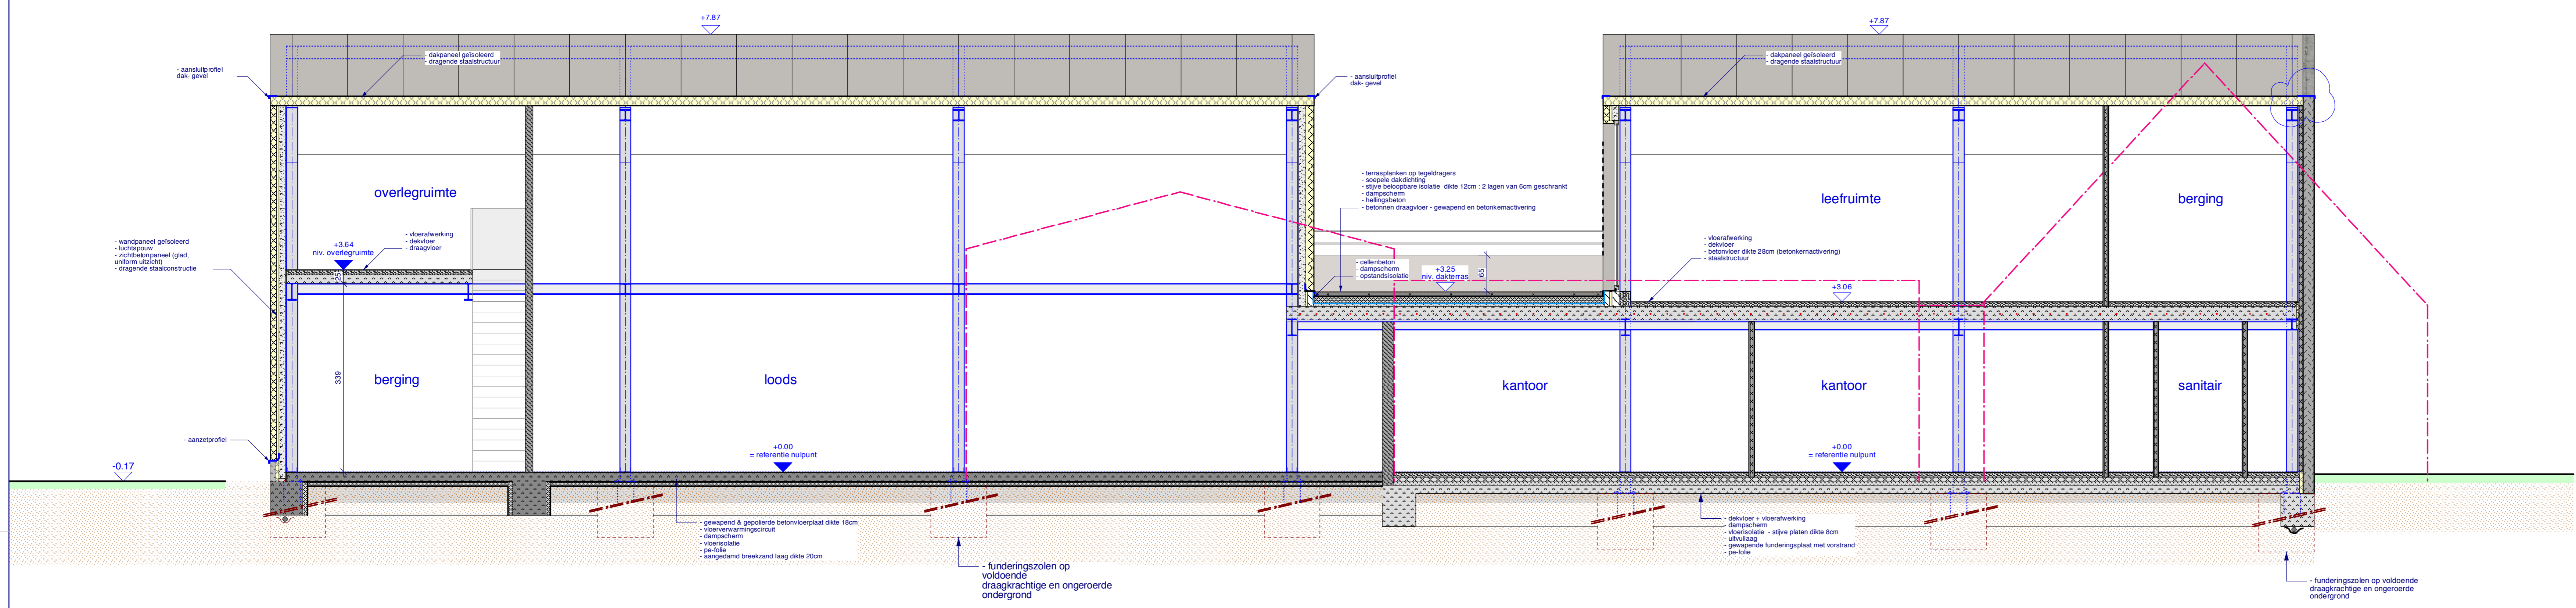 +7.87
+7.87
- dakpaneel geïsoleerd
- dragende staalstructuur
- dakpaneel geïsoleerd
- dragende staalstructuur
- aansluitprofiel
dak- gevel
- aansluitprofiel
dak- gevel
- terrasplanken op tegeldragers
- soepele dakdichting
- stijve beloopbare isolatie dikte 12cm : 2 lagen van 6cm geschrankt
- dampscherm
- hellingsbeton
- betonnen draagvloer - gewapend en betonkernactivering
overlegruimte
leefruimte
berging
- wandpaneel geïsoleerd
- luchtspouw
- zichtbetonpaneel (glad,
uniform uitzicht)
- dragende staalconstructie
+3.64
niv. overlegruimte
- vloerafwerking
- dekvloer
- draagvloer
25
- cellenbeton
- dampscherm
- opstandsisolatie
+3.25
niv. dakterras
65
- vloerafwerking
- dekvloer
- betonvloer dikte 28cm (betonkernactivering)
- staalstructuur
+3.06
339
berging
loods
kantoor
kantoor
sanitair
- aanzetprofiel
+0.00
= referentie nulpunt
+0.00
= referentie nulpunt
-0.17
- gewapend & gepolierde betonvloerplaat dikte 18cm
- vloerverwarmingscircuit
- dampscherm
- vloerisolatie
- pe-folie
- aangedamd breekzand laag dikte 20cm
- dekvloer + vloerafwerking
- dampscherm
- vloerisolatie - stijve platen dikte 8cm
- uitvullaag
- gewapende funderingsplaat met vorstrand
- pe-folie
- funderingszolen op
voldoende
draagkrachtige en ongeroerde
ondergrond
- funderingszolen op voldoende
draagkrachtige en ongeroerde
ondergrond